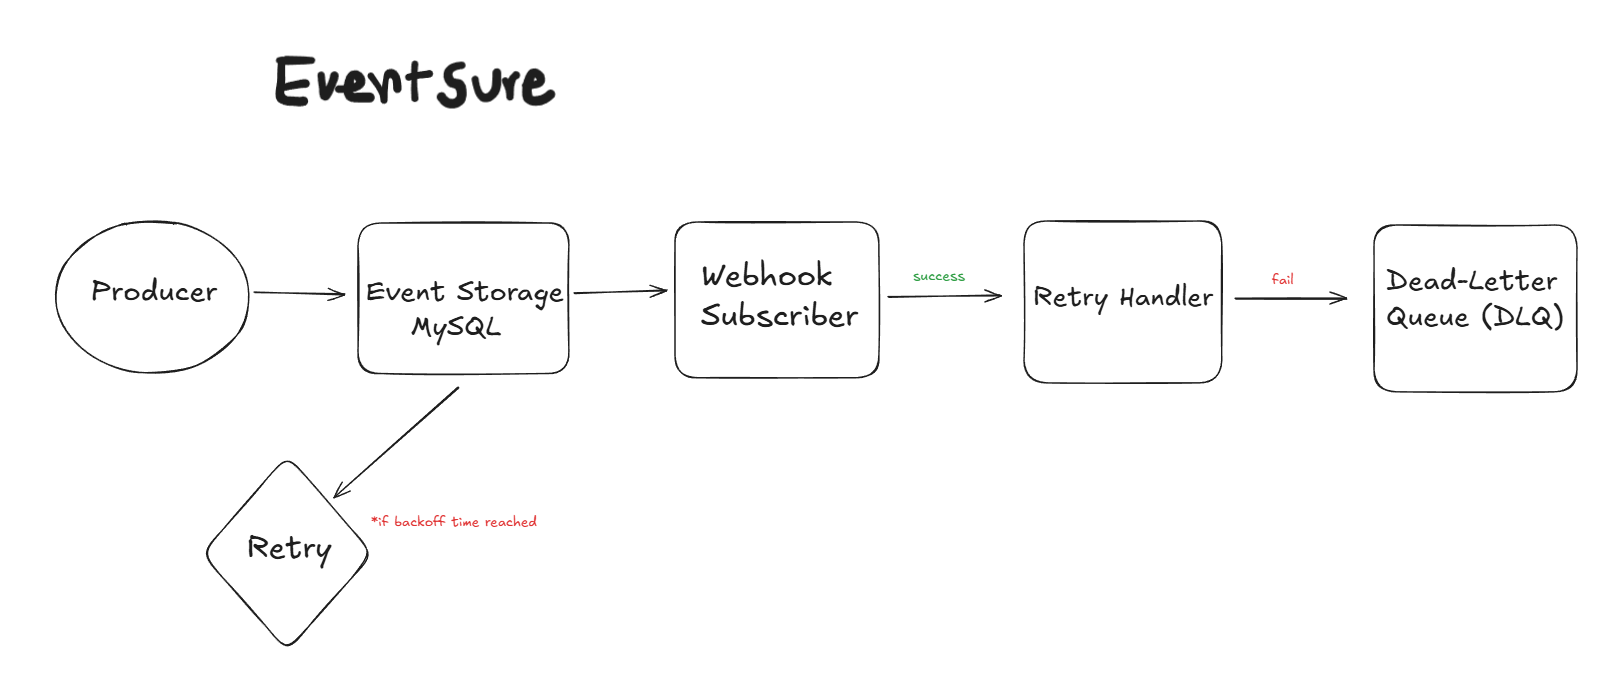 Eventsure
Producer
Event Storage
MySQL
Webhook
Subscriber
success
Retry Handler
fail
Dead-Letter
Queue (DLQ)
*if backoff time reached
Retry